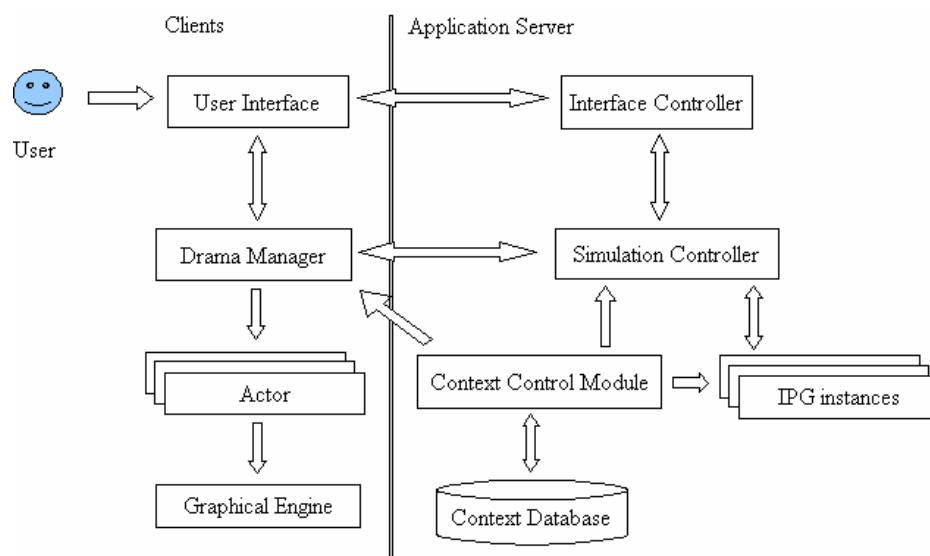 Clients
Application Server
User Interface
Interface Controller
User
Drama Manager
Simulation Controller
Context Control Module
Actor
IPG instances
Graphical Engine
Context Database